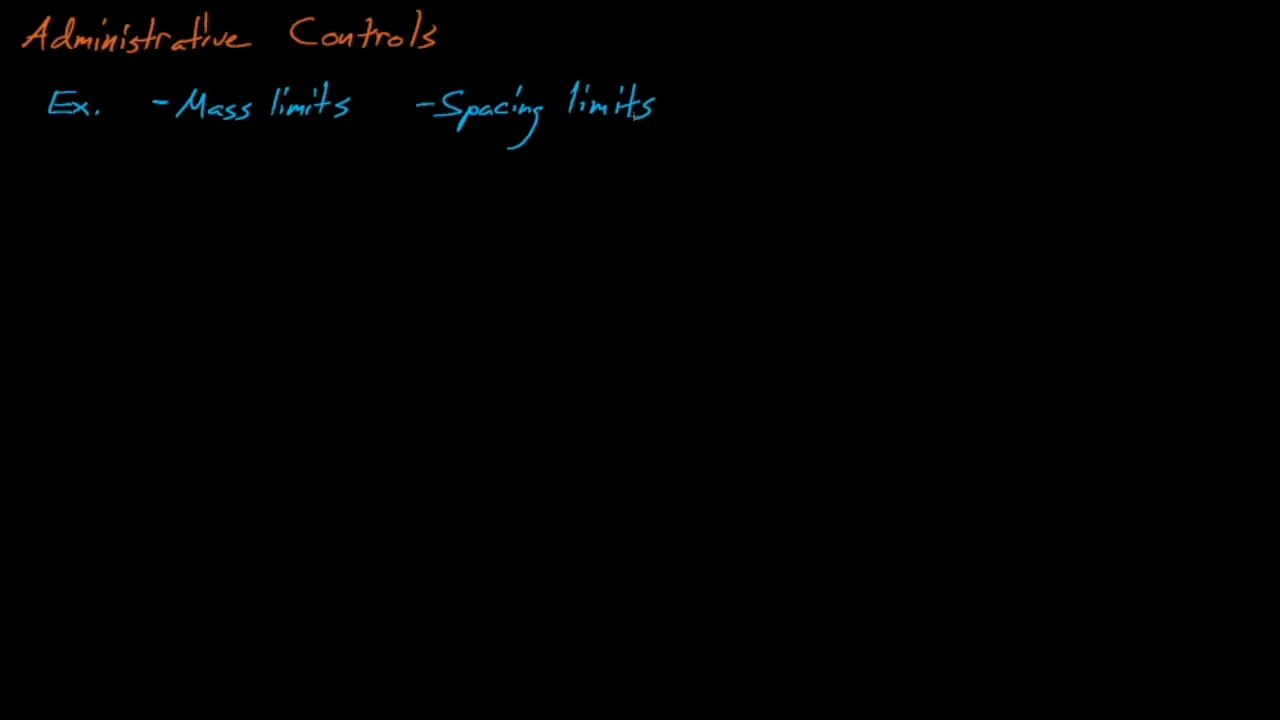 Administrative Controls
Ex. - Mass limits - Spacing limits